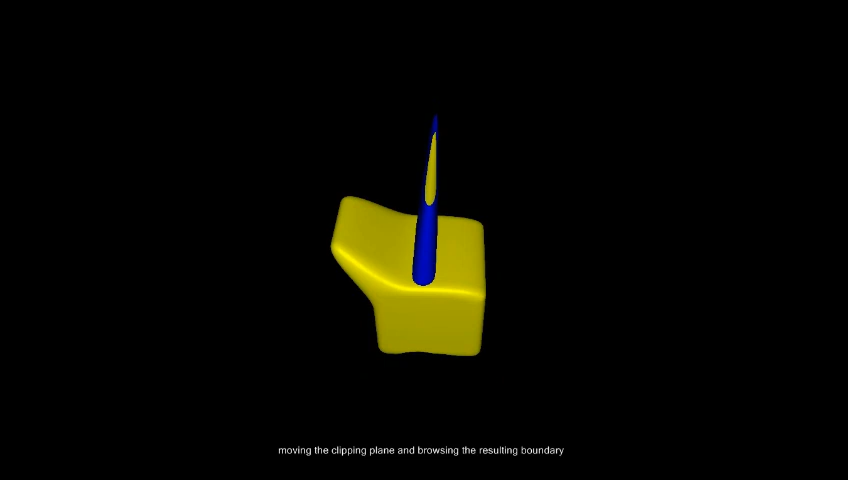 moving the clipping plane and browsing the resulting boundary